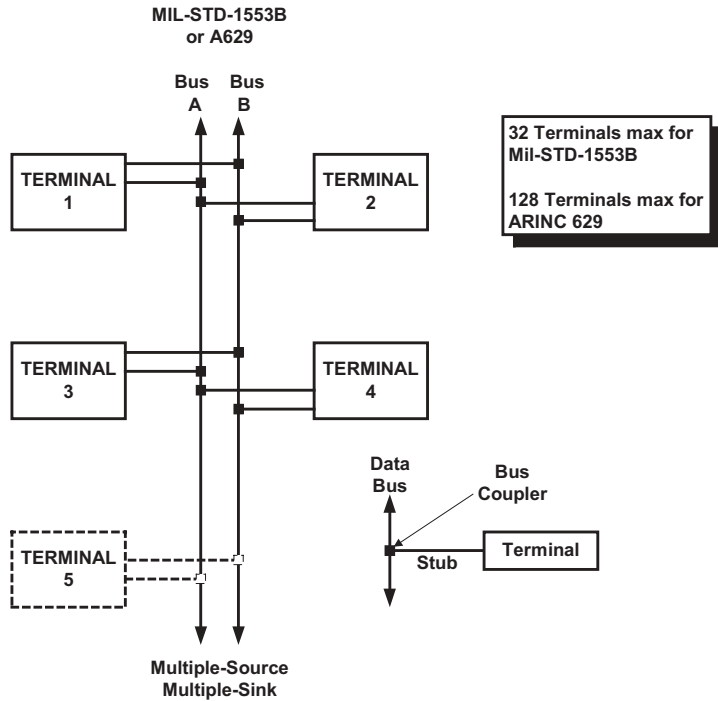 MIL-STD-1553B
or A629
Bus
A
Bus
B
TERMINAL
1
TERMINAL
2
32 Terminals max for
Mil-STD-1553B
128 Terminals max for
ARINC 629
TERMINAL
3
TERMINAL
4
Data
Bus
Bus
Coupler
Stub
Terminal
TERMINAL
5
Multiple-Source
Multiple-Sink